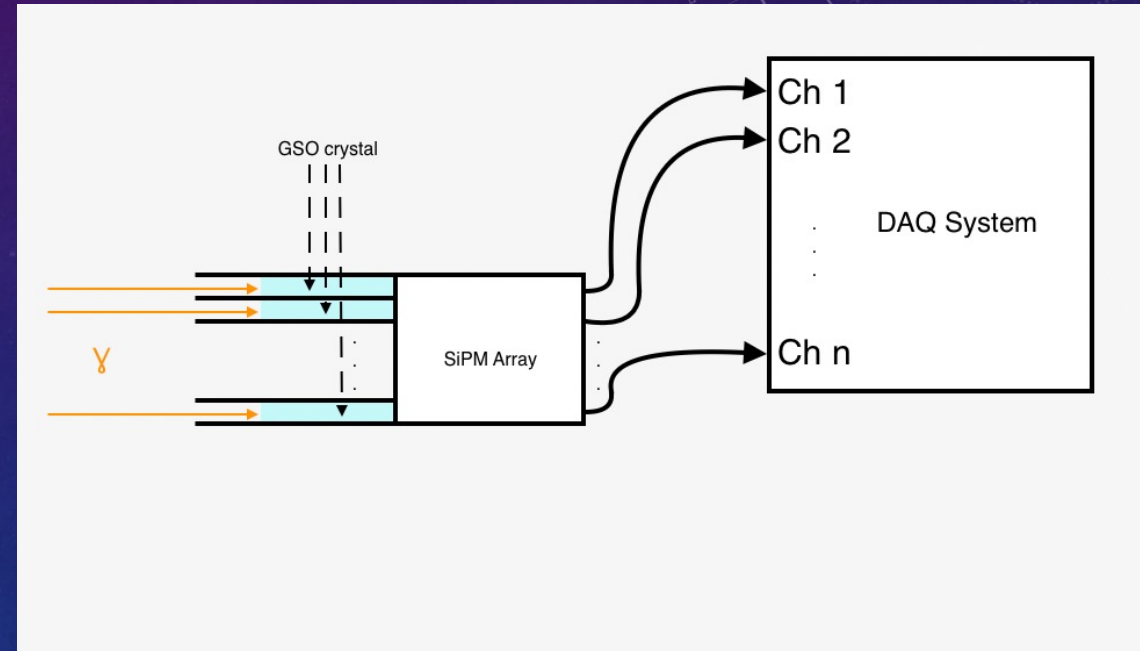 GSO crystal
Ch 1
Ch 2
DAQ System
Ɣ
SiPM Array
Ch n